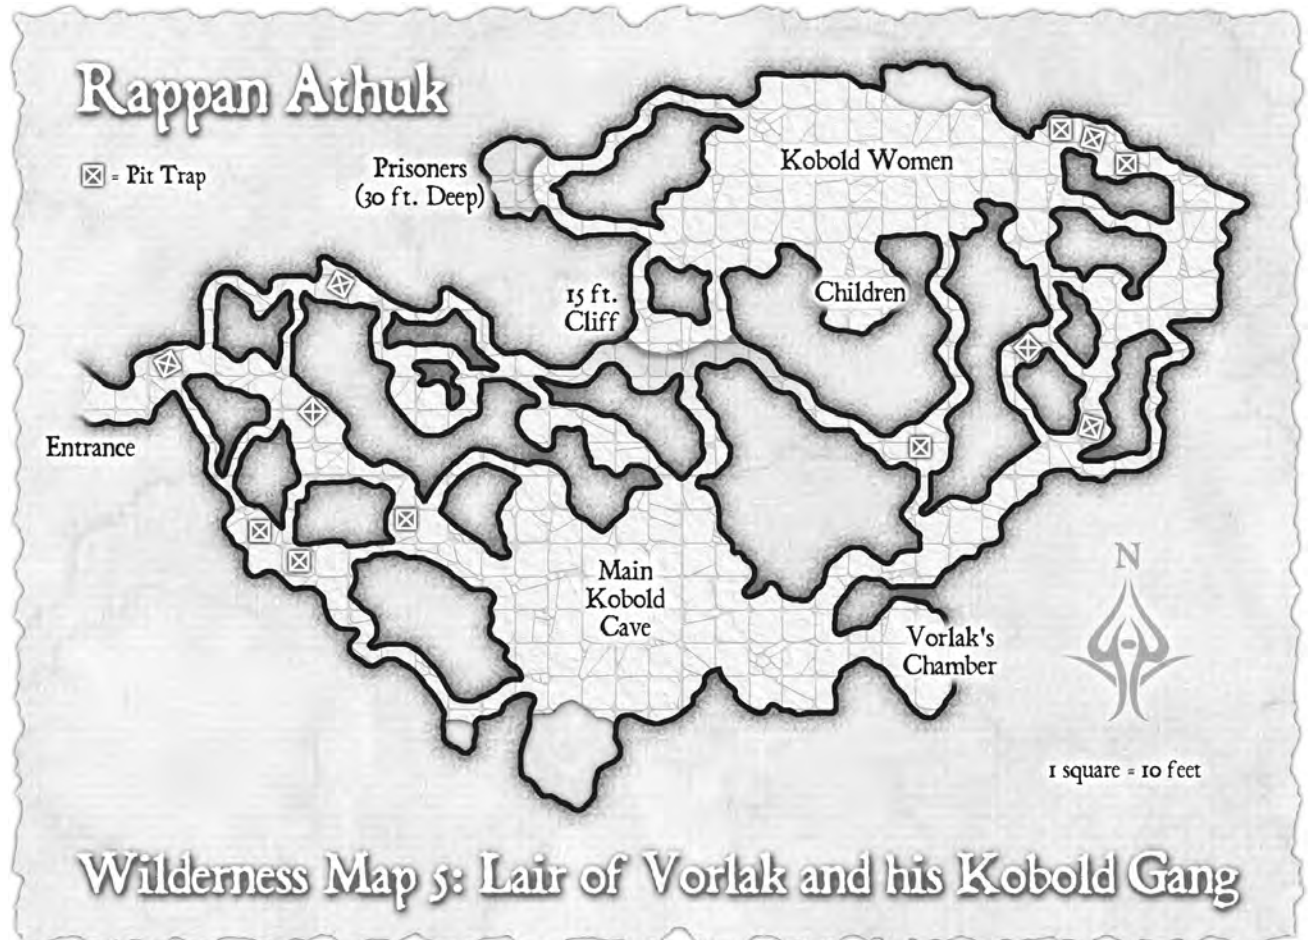 Rappan Athuk
= Pit Trap
Prisoners
(30 ft. Deep)
Kobold Women
15 ft.
Cliff
Children
Entrance
Main
Kobold
Cave
Vorlak's
Chamber
N
1 square = 10 feet
Wilderness Map 5: Lair of Vorlak and his Kobold Gang